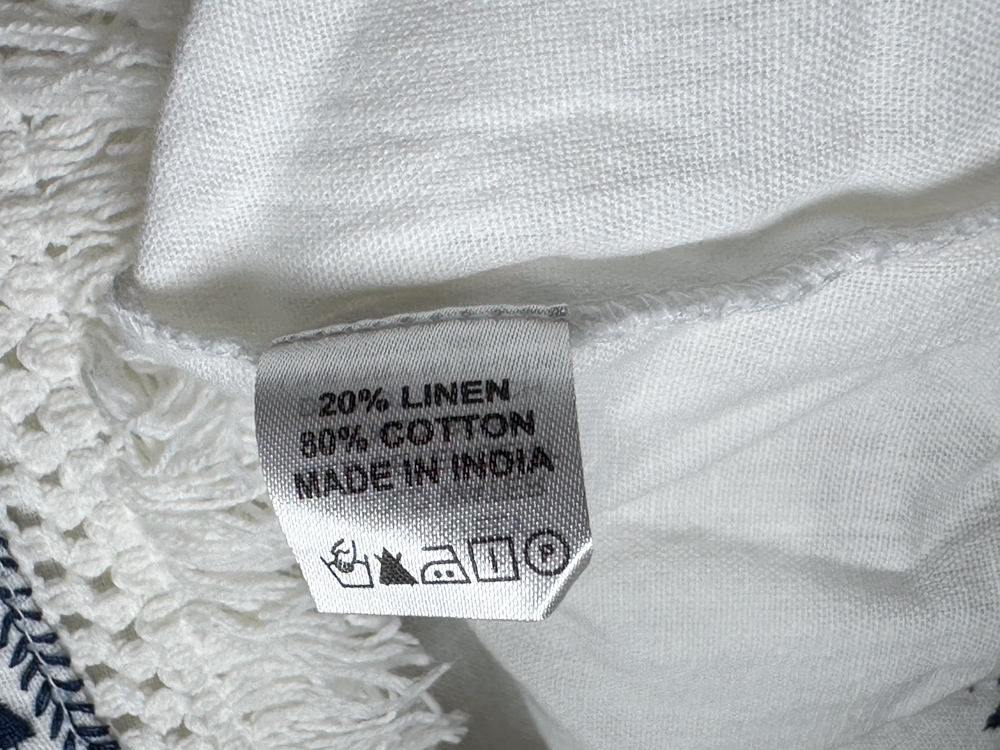 20% LINEN
80% COTTON
MADE IN INDIA
P